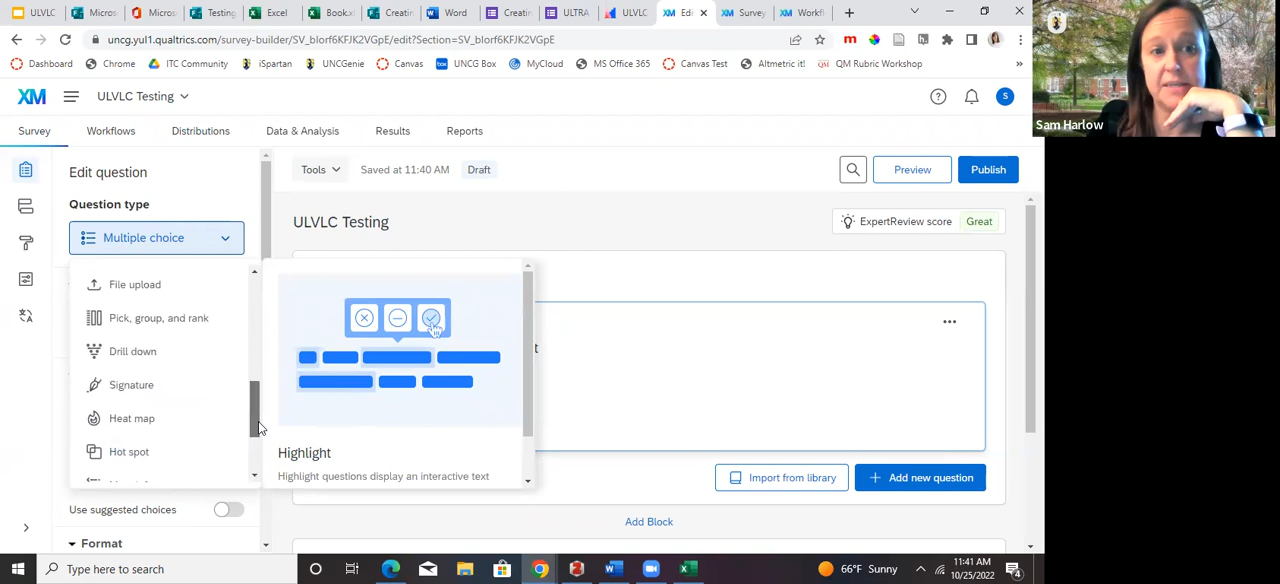 ULVLC
Micros
Micros
Testing
Excel
Book.x
Creatin
Word
Creatin
ULTRA
ULVLC
XM Edi
XM Survey
XM Workfl
uncg.yul1.qualtrics.com/survey-builder/SV_blorf6KFJK2VGpE/edit?Section=SV_blorf6KFJK2VGpE
Dashboard Chrome ITC Community iSpartan UNCGenie Canvas UNCG Box MyCloud MS Office 365 Canvas Test Altmetric it! QM Rubric Workshop »
XM ULVLC Testing ? S
Survey Workflows Distributions Data & Analysis Results Reports
Sam Harlow
Edit question
Question type
Multiple choice
File upload
Pick, group, and rank
Drill down
Signature
Heat map
Hot spot
Highlight
Highlight questions display an interactive text
Use suggested choices
Format
Tools Saved at 11:40 AM Draft Preview Publish
ULVLC Testing ExpertReview score Great
t
Import from library + Add new question
Add Block
Type here to search
66°F Sunny
11:41 AM
10/25/2022
4